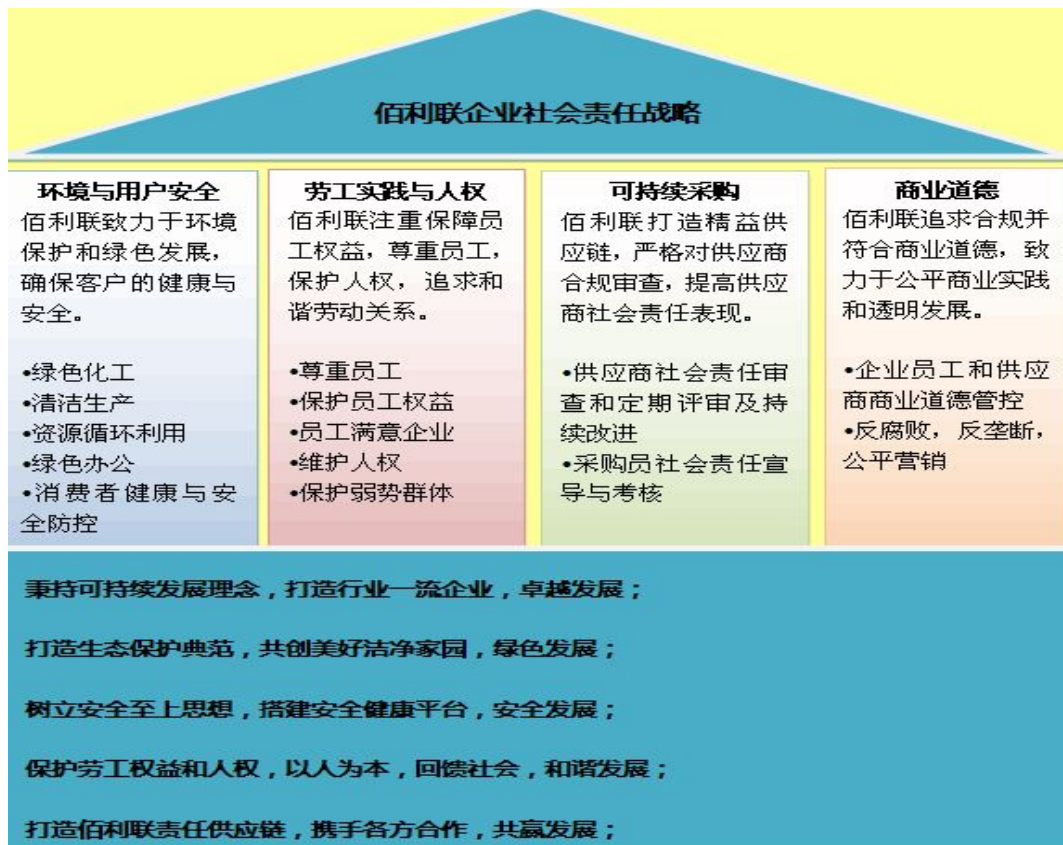 佰利联企业社会责任战略
环境与用户安全
佰利联致力于环境
保护和绿色发展，
确保客户的健康与
安全。
•绿色化工
•清洁生产
•资源循环利用
•绿色办公
•消费者健康与安
全防控
劳工实践与人权
佰利联注重保障员
工权益，尊重员工，
保护人权，追求和
谐劳动关系。
•尊重员工
•保护员工权益
•员工满意企业
•维护人权
•保护弱势群体
可持续采购
佰利联打造精益供
应链，严格对供应商
合规审查，提高供应
商社会责任表现。
•供应商社会责任审
查和定期评审及持
续改进
•采购员社会责任宣
导与考核
商业道德
佰利联追求合规并
符合商业道德，致
力于公平商业实践
和透明发展。
•企业员工和供应
商商业道德管控
•反腐败，反垄断，
公平营销
秉持可持续发展理念，打造行业一流企业，卓越发展；
打造生态保护典范，共创美好洁净家园，绿色发展；
树立安全至上思想，搭建安全健康平台，安全发展；
保护劳工权益和人权，以人为本，回馈社会，和谐发展；
打造佰利联责任供应链，携手各方合作，共赢发展；